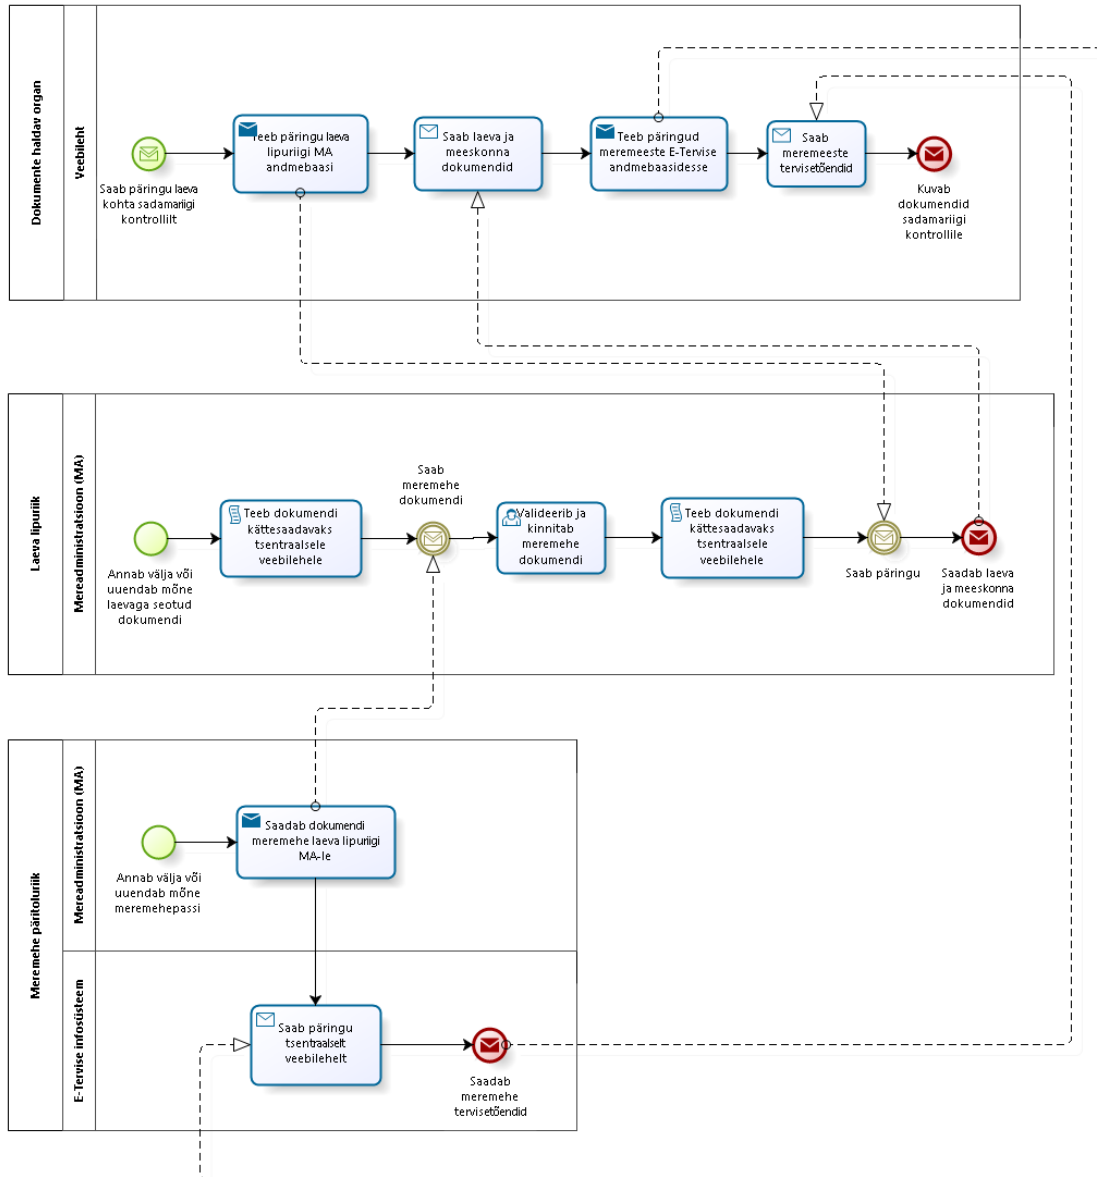 Dokumente haldav organ
Veebileht
Saab päringu laeva
kohta sadamariigi
kontrollilt
Teeb päringu laeva
lipuriigi MA
andmebaasi
Saab laeva ja
meeskonna
dokumendid
Teeb päringud
meremeeste E-Tervise
andmebaasidesse
Saab
meremeeste
tervisetõendid
Kuvab
dokumendid
sadamariigi
kontrollile
Laeva lipuriik
Mereadministratsioon (MA)
Annab välja või
uuendab mõne
laevaga seotud
dokumendi
Teeb dokumendi
kättesaadavaks
tsentraalsele
veebilehele
Saab
meremehe
dokumendi
Valideerib ja
kinnitab
meremehe
dokumendi
Teeb dokumendi
kättesaadavaks
tsentraalsele
veebilehele
Saab päringu
Saadab laeva
ja meeskonna
dokumendid
Meremehe päritoluriik
Mereadministratsioon (MA)
Annab välja või
uuendab mõne
meremehepassi
Saadab dokumendi
meremehe laeva lipuriigi
MA-le
E-Tervise infosüsteem
Saab päringu
tsentraalselt
veebilehelt
Saadab
meremehe
tervisetõendid